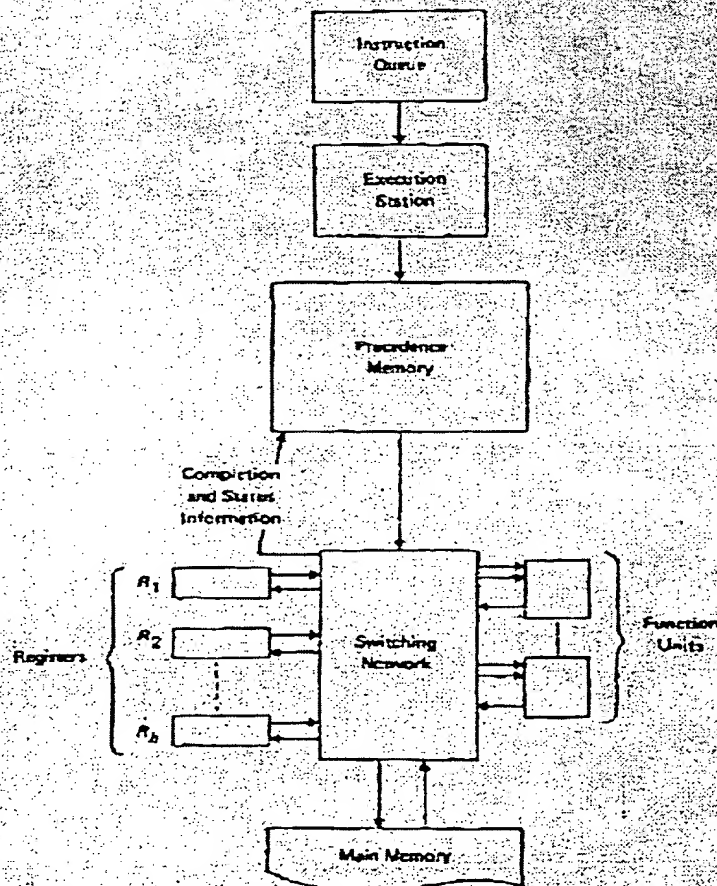 Instruction
Queue
Execution
Station
Precedence
Memory
Completion
and Status
Information
R1
R2
Rh
Registers
Switching
Network
Function
Units
Main Memory